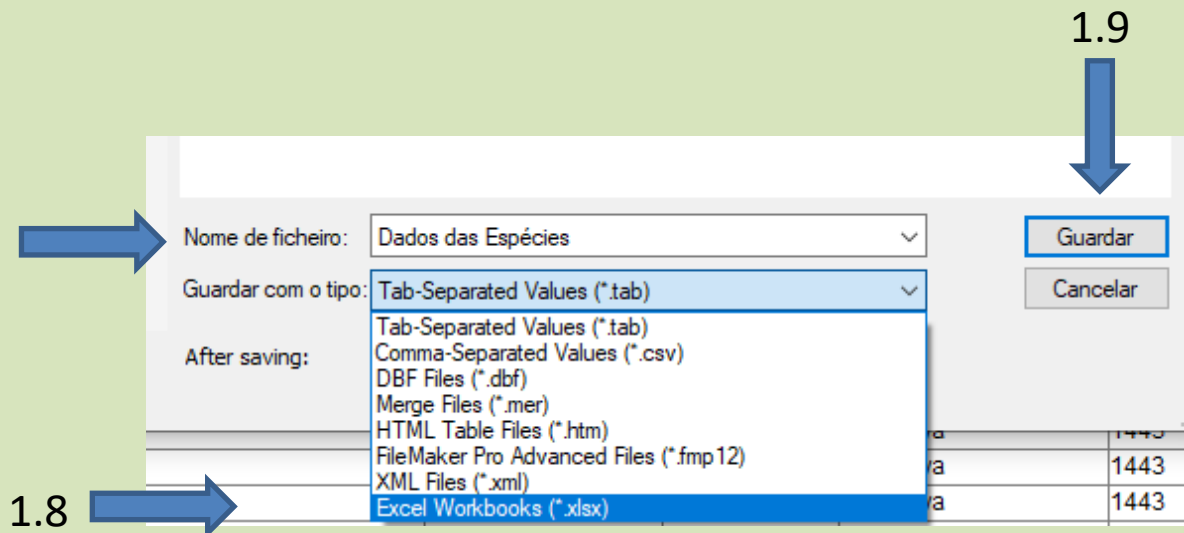 1.9
Nome de ficheiro: Dados das Espécies Guardar
Guardar com o tipo: Tab-Separated Values (*.tab) Cancelar
Tab-Separated Values (*.tab)
After saving: Comma-Separated Values (*.csv)
DBF Files (*.dbf)
Merge Files (*.mer)
HTML Table Files (*.htm)
FileMaker Pro Advanced Files (*.fmp12)
XML Files (*.xml) va 1443
1.8 Excel Workbooks (*.xlsx) va 1443